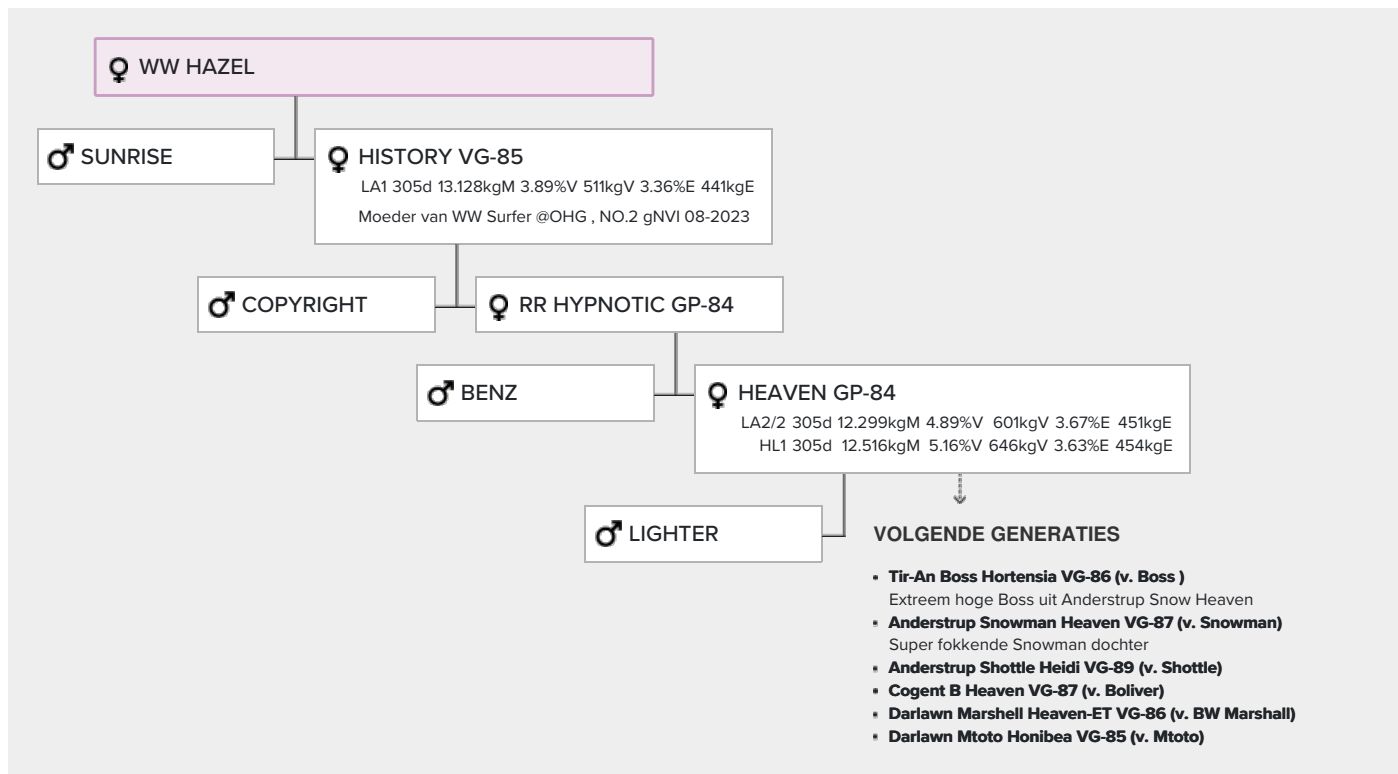 WW HAZEL
SUNRISE
HISTORY VG-85
LA1 305d 13.128kgM 3.89%V 511kgV 3.36%E 441kgE
Moeder van WW Surfer @OHG , NO.2 gNVI 08-2023
COPYRIGHT
RR HYPNOTIC GP-84
BENZ
HEAVEN GP-84
LA2/2 305d 12.299kgM 4.89%V 601kgV 3.67%E 451kgE
HL1 305d 12.516kgM 5.16%V 646kgV 3.63%E 454kgE
LIGHTER
VOLGENDE GENERATIES
• Tir-An Boss Hortensia VG-86 (v. Boss )
Extreem hoge Boss uit Anderstrup Snow Heaven
• Anderstrup Snowman Heaven VG-87 (v. Snowman)
Super fokkende Snowman dochter
• Anderstrup Shottle Heidi VG-89 (v. Shottle)
• Cogent B Heaven VG-87 (v. Boliver)
• Darlawn Marshell Heaven-ET VG-86 (v. BW Marshall)
• Darlawn Mtoto Honibea VG-85 (v. Mtoto)